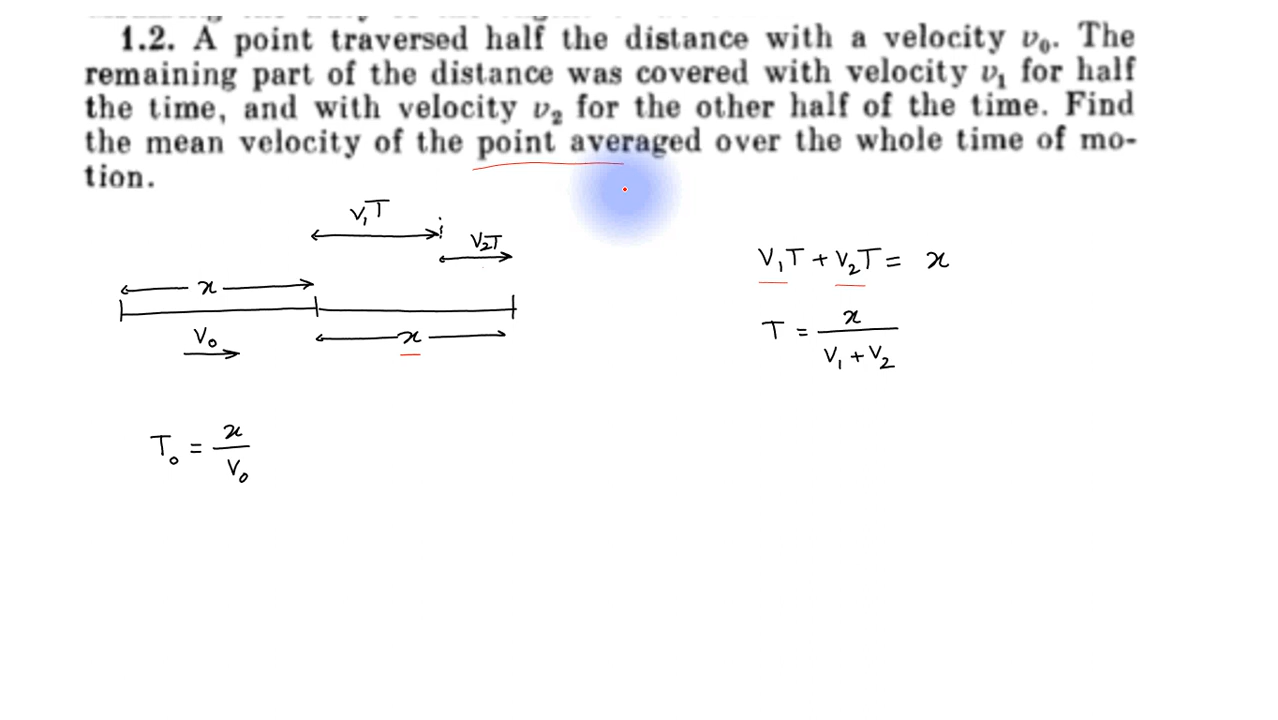 1.2. A point traversed half the distance with a velocity v₀. The
remaining part of the distance was covered with velocity v₁ for half
the time, and with velocity v₂ for the other half of the time. Find
the mean velocity of the point averaged over the whole time of mo-
tion.
V₁T
V₂T
x
V₀
x
V₁T + V₂T = x
T = x / (V₁ + V₂)
T₀ = x / V₀